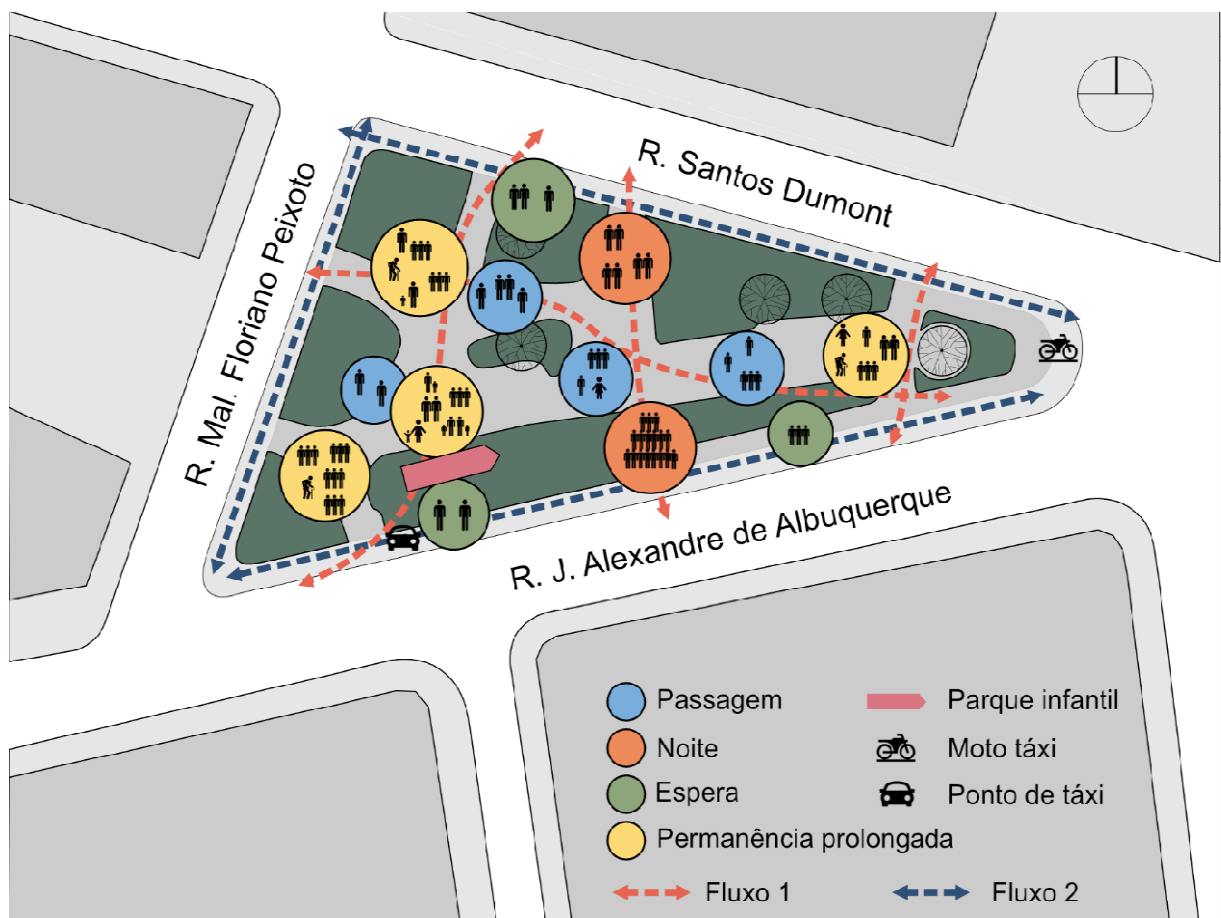 R. Santos Dumont
R. Mal. Floriano Peixoto
R. J. Alexandre de Albuquerque
Passagem
Noite
Espera
Permanência prolongada
Parque infantil
Moto táxi
Ponto de táxi
Fluxo 1
Fluxo 2